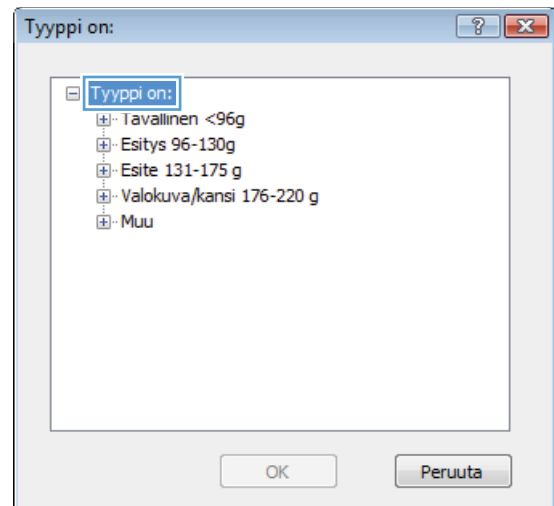 Tyyppi on:
Tyyppi on:
Tavallinen <96g
Esitys 96-130g
Esite 131-175 g
Valokuva/kansi 176-220 g
Muu
OK
Peruuta